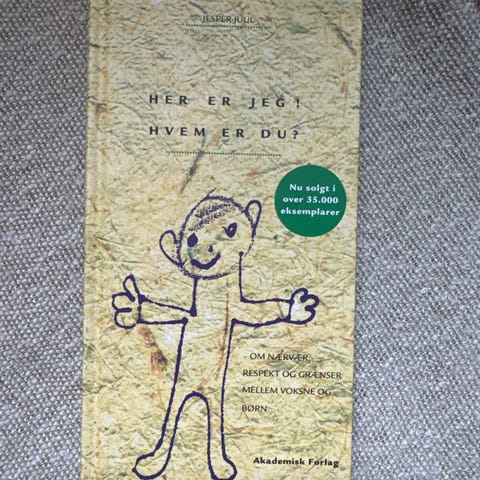 JESPER JUUL
HER ER JEG!
HVEM ER DU?
Nu solgt i
over 35.000
eksemplarer
- OM NÆRVÆR,
RESPEKT OG GRÆNSER
MELLEM VOKSNE OG
BØRN
Akademisk Forlag